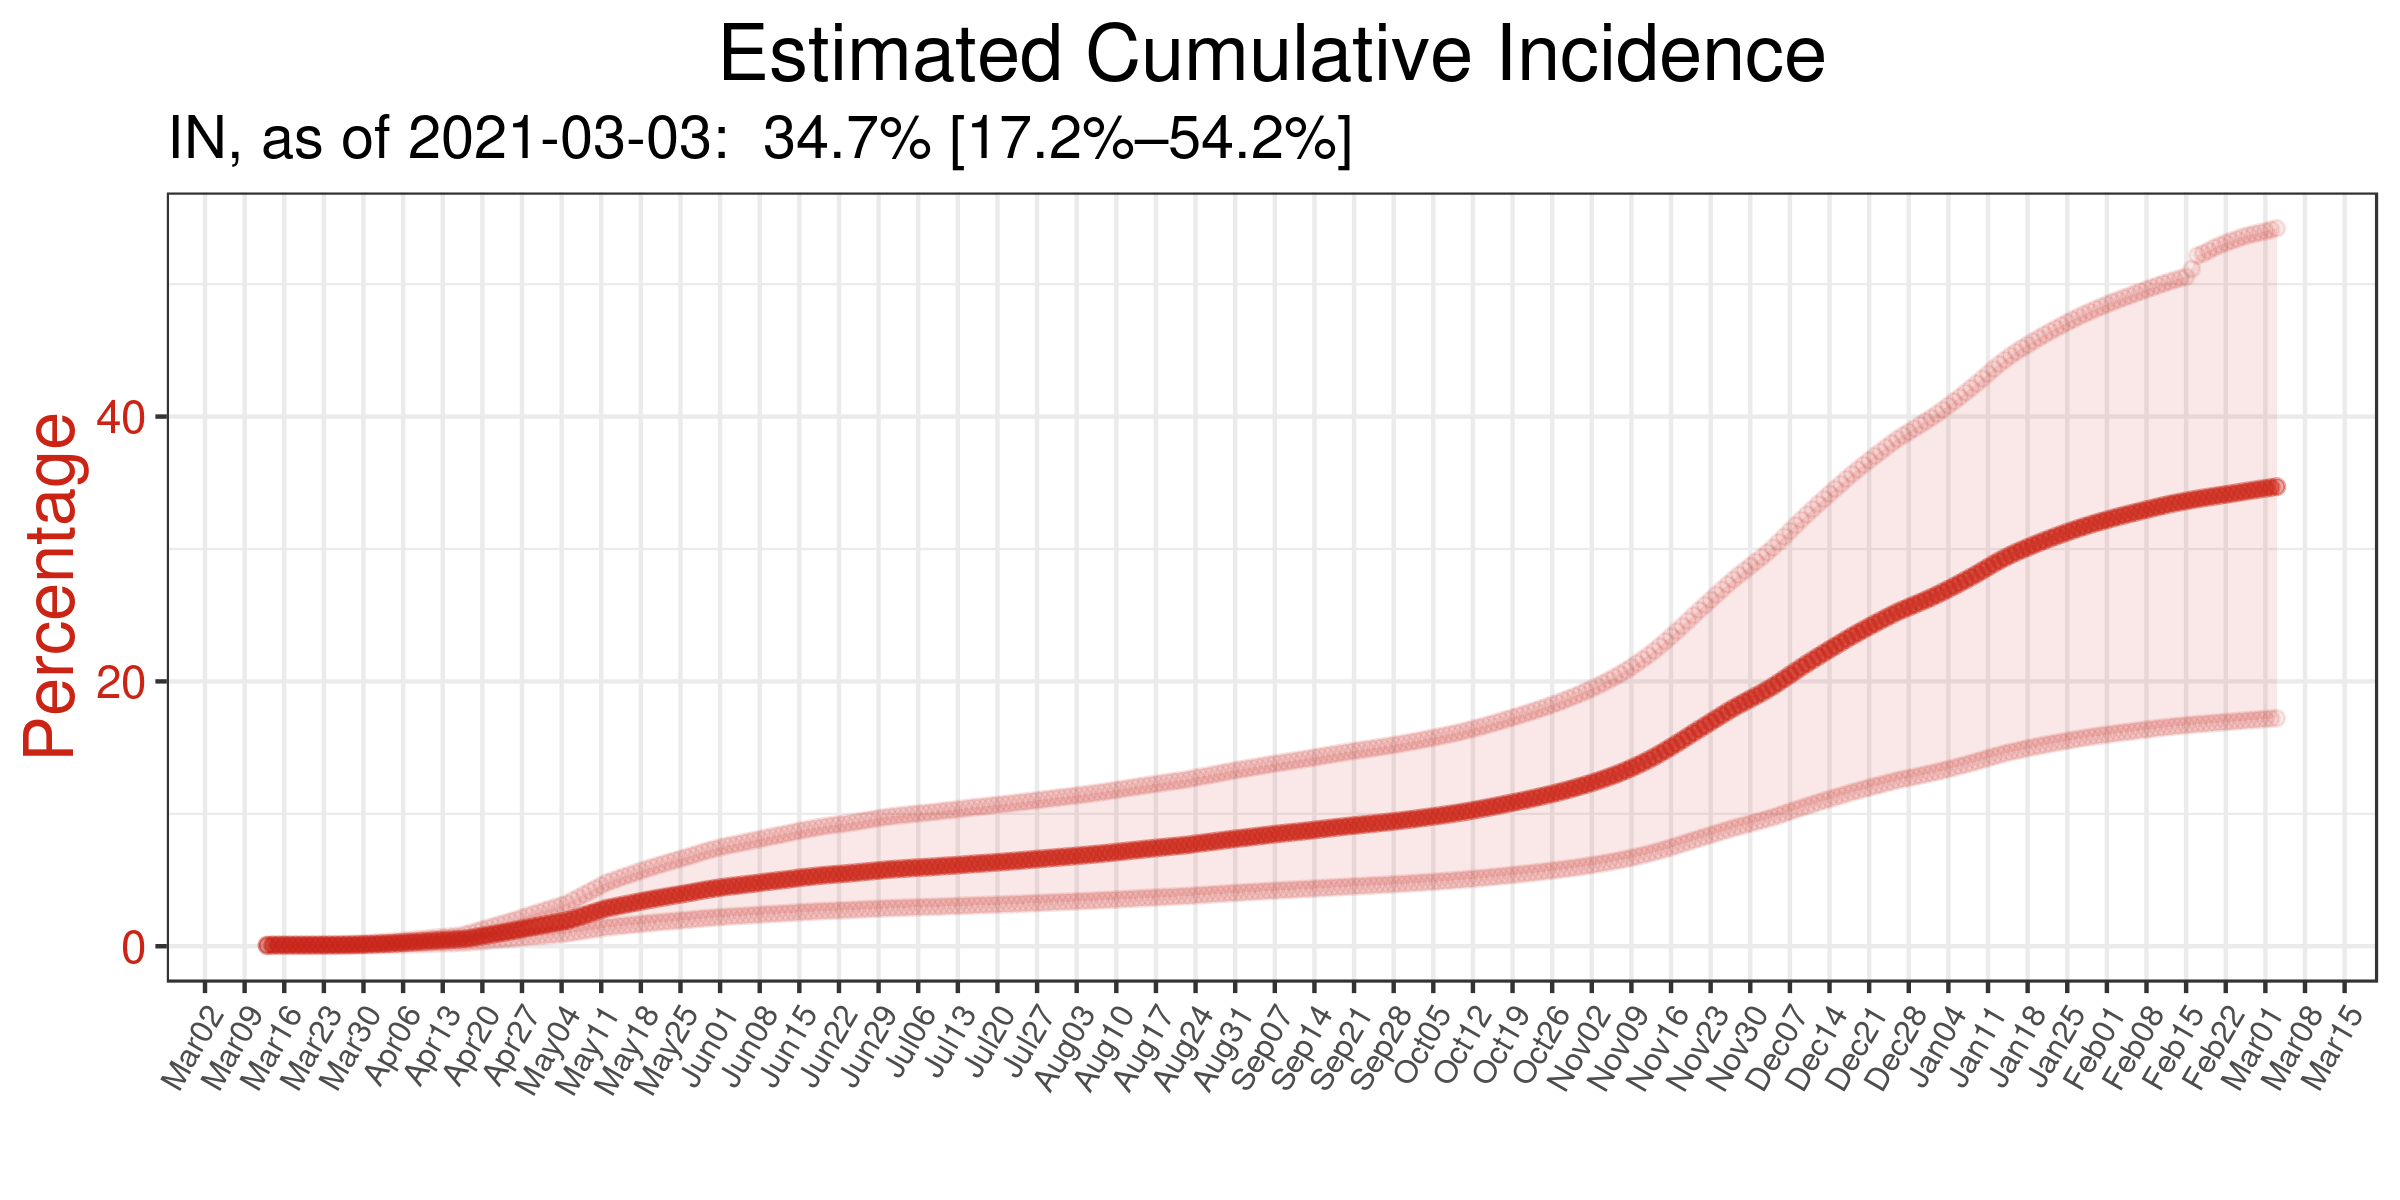 Estimated Cumulative Incidence
IN, as of 2021-03-03:  34.7% [17.2%–54.2%]
Percentage
40
20
0
Mar02
Mar09
Mar16
Mar23
Mar30
Apr06
Apr13
Apr20
Apr27
May04
May11
May18
May25
Jun01
Jun08
Jun15
Jun22
Jun29
Jul06
Jul13
Jul20
Jul27
Aug03
Aug10
Aug17
Aug24
Aug31
Sep07
Sep14
Sep21
Sep28
Oct05
Oct12
Oct19
Oct26
Nov02
Nov09
Nov16
Nov23
Nov30
Dec07
Dec14
Dec21
Dec28
Jan04
Jan11
Jan18
Jan25
Feb01
Feb08
Feb15
Feb22
Mar01
Mar08
Mar15